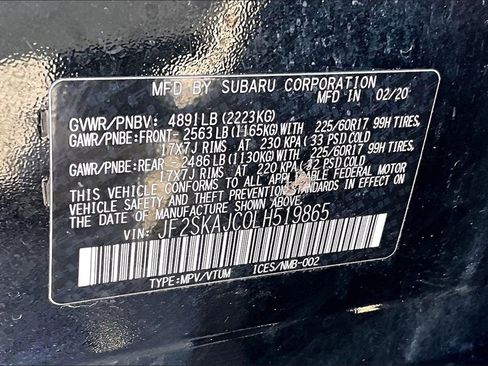 MFD BY SUBARU CORPORATION
MFD IN 02/20
GVWR/PNBV: 4891LB(2223KG)
GAWR/PNBE:FRONT- 2563LB(1165KG)WITH 225/60R17 99H TIRES,
17X7J RIMS AT 230 KPA( 33 PSI)COLD
GAWR/PNBE:REAR - 2486LB(1130KG)WITH 225/60R17 99H TIRES,
17X7J RIMS AT 220 KPA( 32 PSI)COLD
THIS VEHICLE CONFORMS TO ALL APPLICABLE FEDERAL MOTOR
VEHICLE SAFETY AND THEFT PREVENTION STANDARDS IN EFFECT
ON THE DATE OF MANUFACTURE SHOWN ABOVE.
VIN: JF2SKAJC0LH519865
TYPE:MPV/VTUM ICES/NMB-002